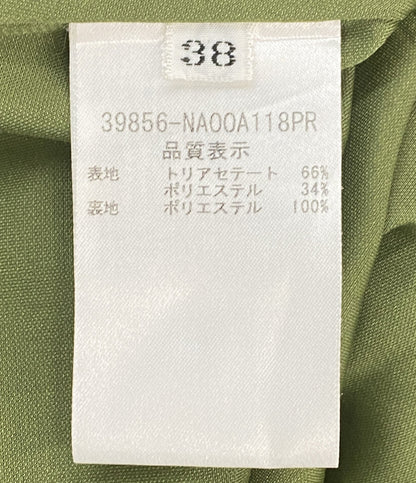 38
39856-NA00A118PR
品質表示
表地 トリアセテート 66%
ポリエステル 34%
裏地 ポリエステル 100%